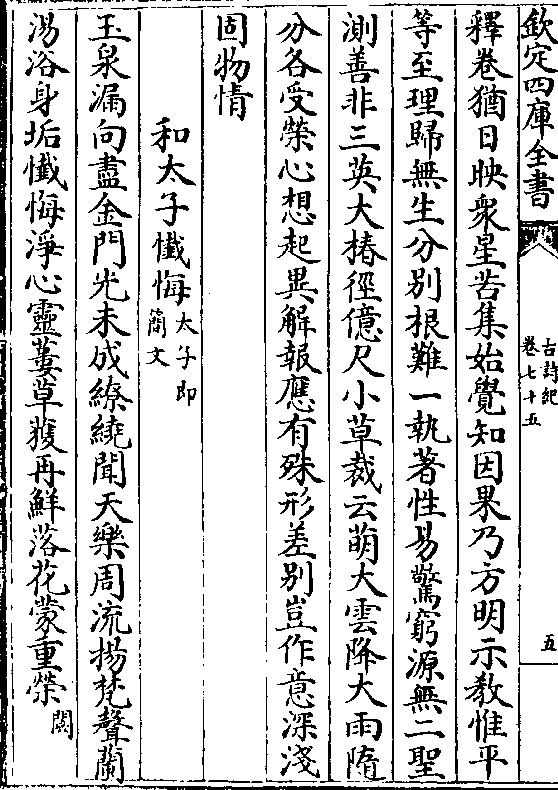 欽定四庫全書
古詩紀
卷七十五
五
釋卷猶日映衆星苦集始覺知因果乃方明示教惟平
等至理歸無生分别根難一執著性易驚窮源無二聖
測善非三英大椿徑億尺小草裁云萌大雲降大雨隨
分各受榮心想起異解報應有殊形差别豈作意深淺
固物情
和太子懺悔太子即簡文
玉泉漏向盡金門光未成繚繞聞天樂周流揚梵聲蘭
湯浴身垢懺悔淨心靈萎草獲再鮮落花蒙重榮闕